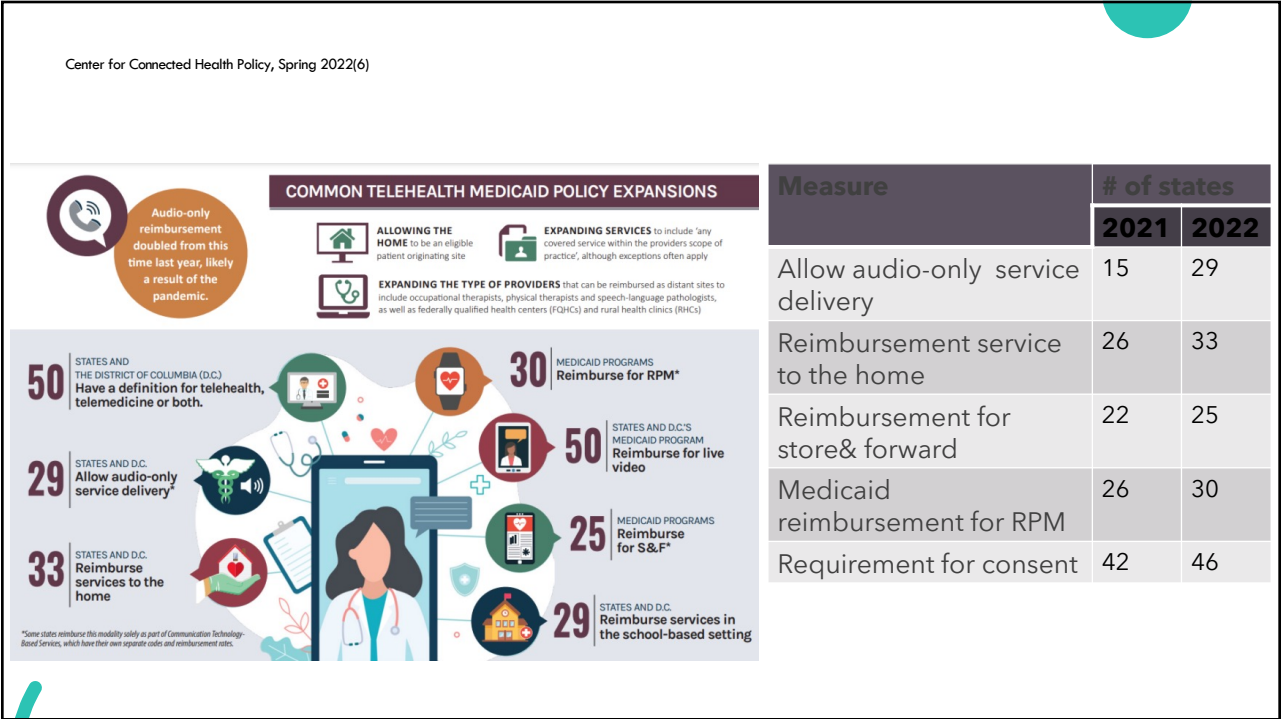 Center for Connected Health Policy, Spring 2022(6)
Audio-only
reimbursement
doubled from this
time last year, likely
a result of the
pandemic.
COMMON TELEHEALTH MEDICAID POLICY EXPANSIONS
ALLOWING THE
HOME to be an eligible
patient originating site
EXPANDING SERVICES to include 'any
covered service within the providers scope of
practice', although exceptions often apply
EXPANDING THE TYPE OF PROVIDERS that can be reimbursed as distant sites to
include occupational therapists, physical therapists and speech-language pathologists,
as well as federally qualified health centers (FQHCs) and rural health clinics (RHCs)
50
STATES AND
THE DISTRICT OF COLUMBIA (D.C.)
Have a definition for telehealth,
telemedicine or both.
29
STATES AND D.C.
Allow audio-only
service delivery*
33
STATES AND D.C.
Reimburse
services to the
home
30
MEDICAID PROGRAMS
Reimburse for RPM*
50
STATES AND D.C.'S
MEDICAID PROGRAM
Reimburse for live
video
25
MEDICAID PROGRAMS
Reimburse
for S&F*
29
STATES AND D.C.
Reimburse services in
the school-based setting
*Some states reimburse this modality solely as part of Communication Technology-
Based Services, which have their own separate codes and reimbursement rates.
Measure # of states
2021 2022
Allow audio-only service 15 29
delivery
Reimbursement service 26 33
to the home
Reimbursement for 22 25
store& forward
Medicaid 26 30
reimbursement for RPM
Requirement for consent 42 46